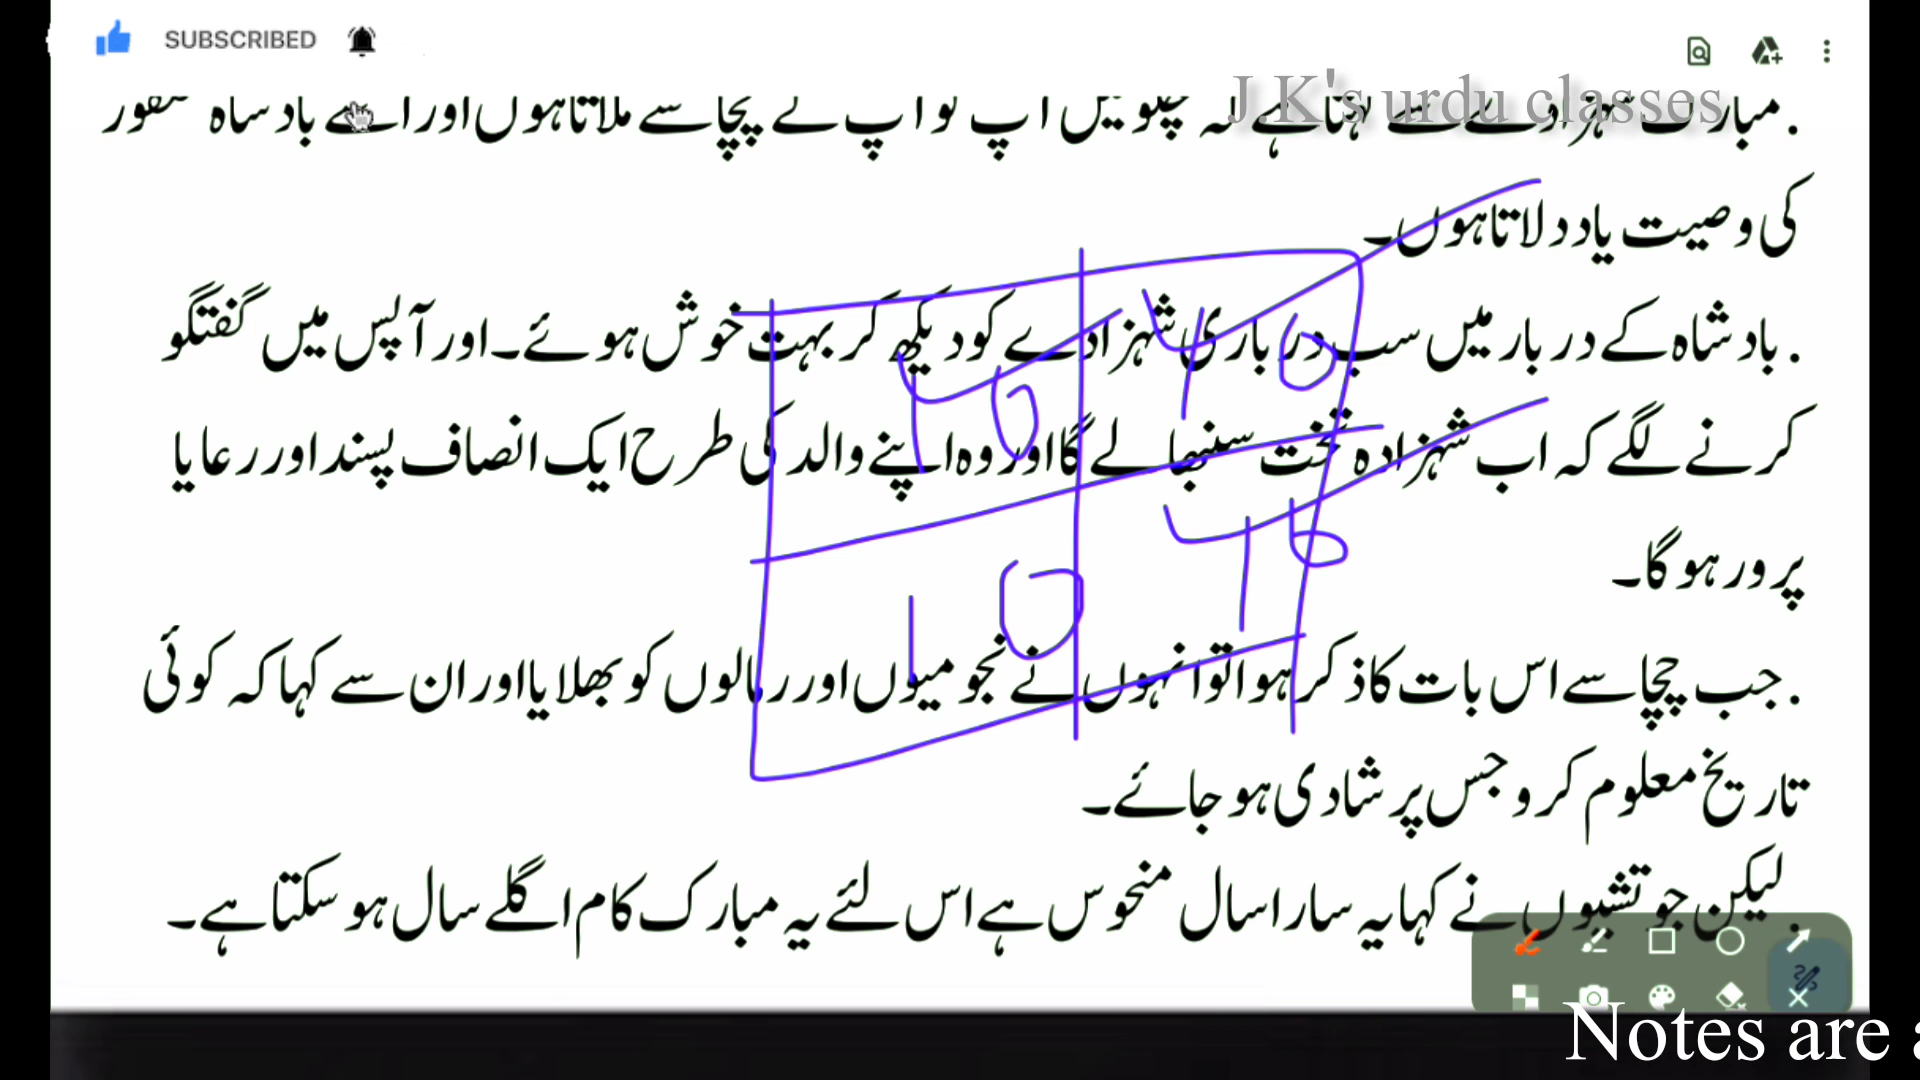 SUBSCRIBED
J.K's urdu classes
. مبارک شہزادے سے کہتا ہے کہ چلو میں آپ کو آپ کے چچا سے ملاتا ہوں اور اسے بادشاہ غفور
کی وصیت یاد دلاتا ہوں۔
. بادشاہ کے دربار میں سب درباری شہزادے کو دیکھ کر بہت خوش ہوئے۔ اور آپس میں گفتگو
کرنے لگے کہ اب شہزادہ تخت سنبھالے گا اور وہ اپنے والد کی طرح ایک انصاف پسند اور رعایا
پرور ہو گا۔
. جب چچا سے اس بات کا ذکر ہوا تو انہوں نے نجومیوں اور رمالوں کو بھلایا اور ان سے کہا کہ کوئی
تاریخ معلوم کرو جس پر شادی ہو جائے۔
. لیکن جوتشیوں نے کہا یہ سارا سال منحوس ہے اس لئے یہ مبارک کام اگلے سال ہو سکتا ہے۔
Notes are